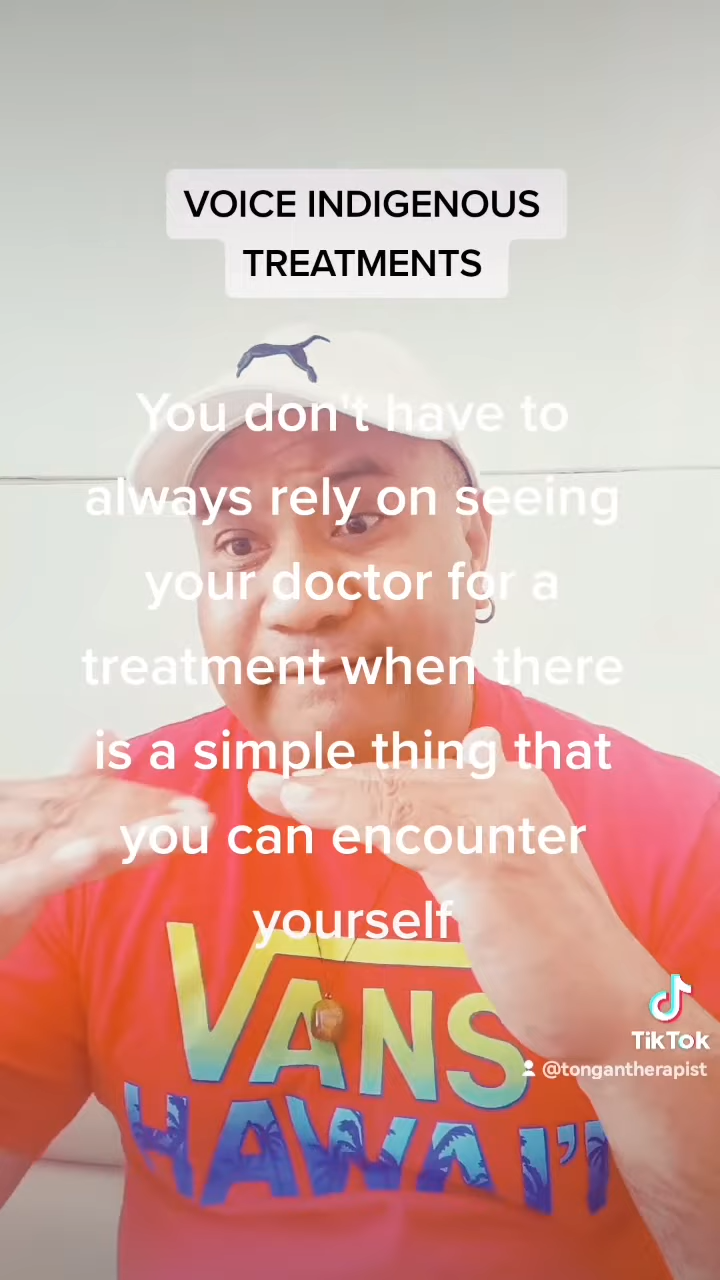 VOICE INDIGENOUS
TREATMENTS
You don't have to
always rely on seeing
your doctor for a
treatment when there
is a simple thing that
you can encounter
yourself
VANS
HAWAI'I
TikTok
@tongantherapist